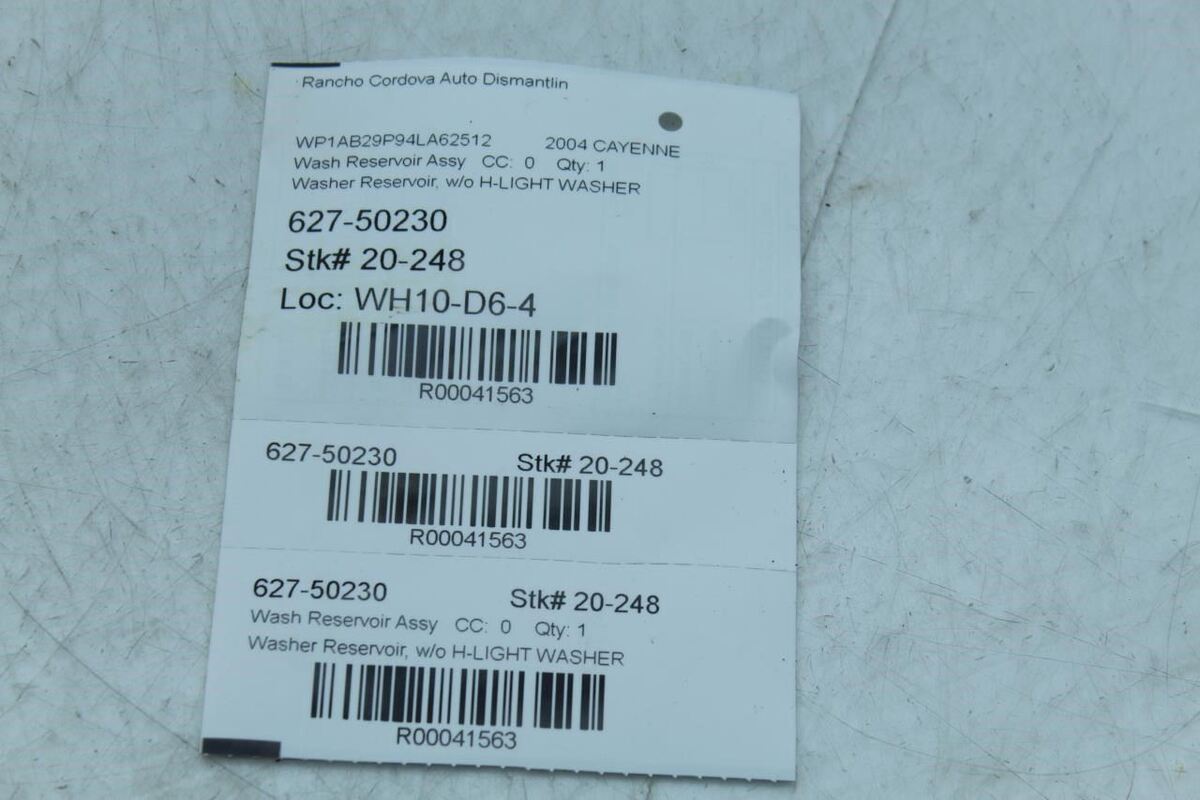 Rancho Cordova Auto Dismantlin
WP1AB29P94LA62512 2004 CAYENNE
Wash Reservoir Assy CC: 0 Qty: 1
Washer Reservoir, w/o H-LIGHT WASHER
627-50230
Stk# 20-248
Loc: WH10-D6-4
R00041563
627-50230 Stk# 20-248
R00041563
627-50230 Stk# 20-248
Wash Reservoir Assy CC: 0 Qty: 1
Washer Reservoir, w/o H-LIGHT WASHER
R00041563